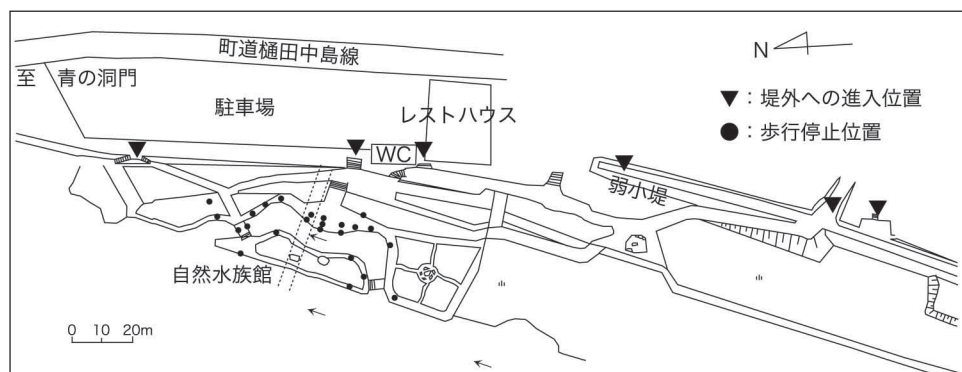 町道樋田中島線
N
至 青の洞門
駐車場
レストハウス
▼：堤外への進入位置
●：歩行停止位置
WC
弱小堤
自然水族館
0 10 20m